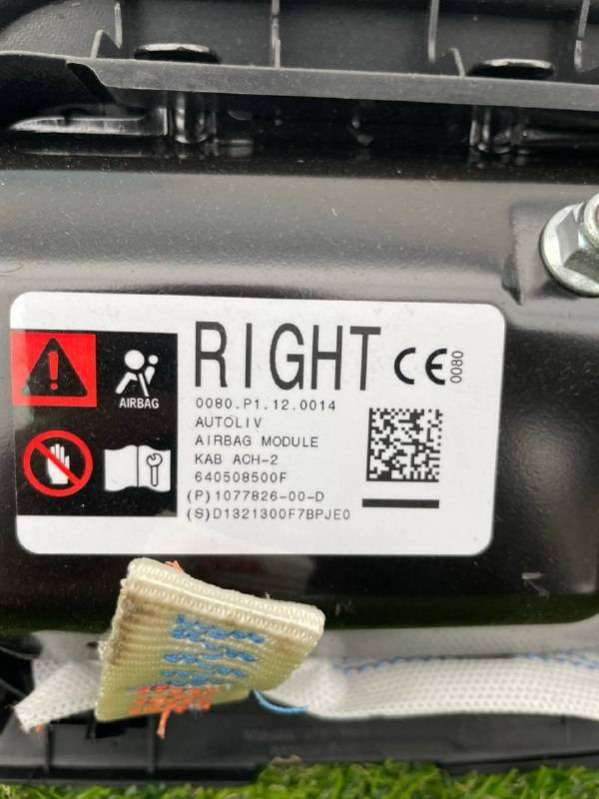 RIGHT CE 0080
0080.P1.12.0014
AUTOLIV
AIRBAG MODULE
KAB ACH-2
640508500F
(P)1077826-00-D
(S)D1321300F7BPJE0
AIRBAG